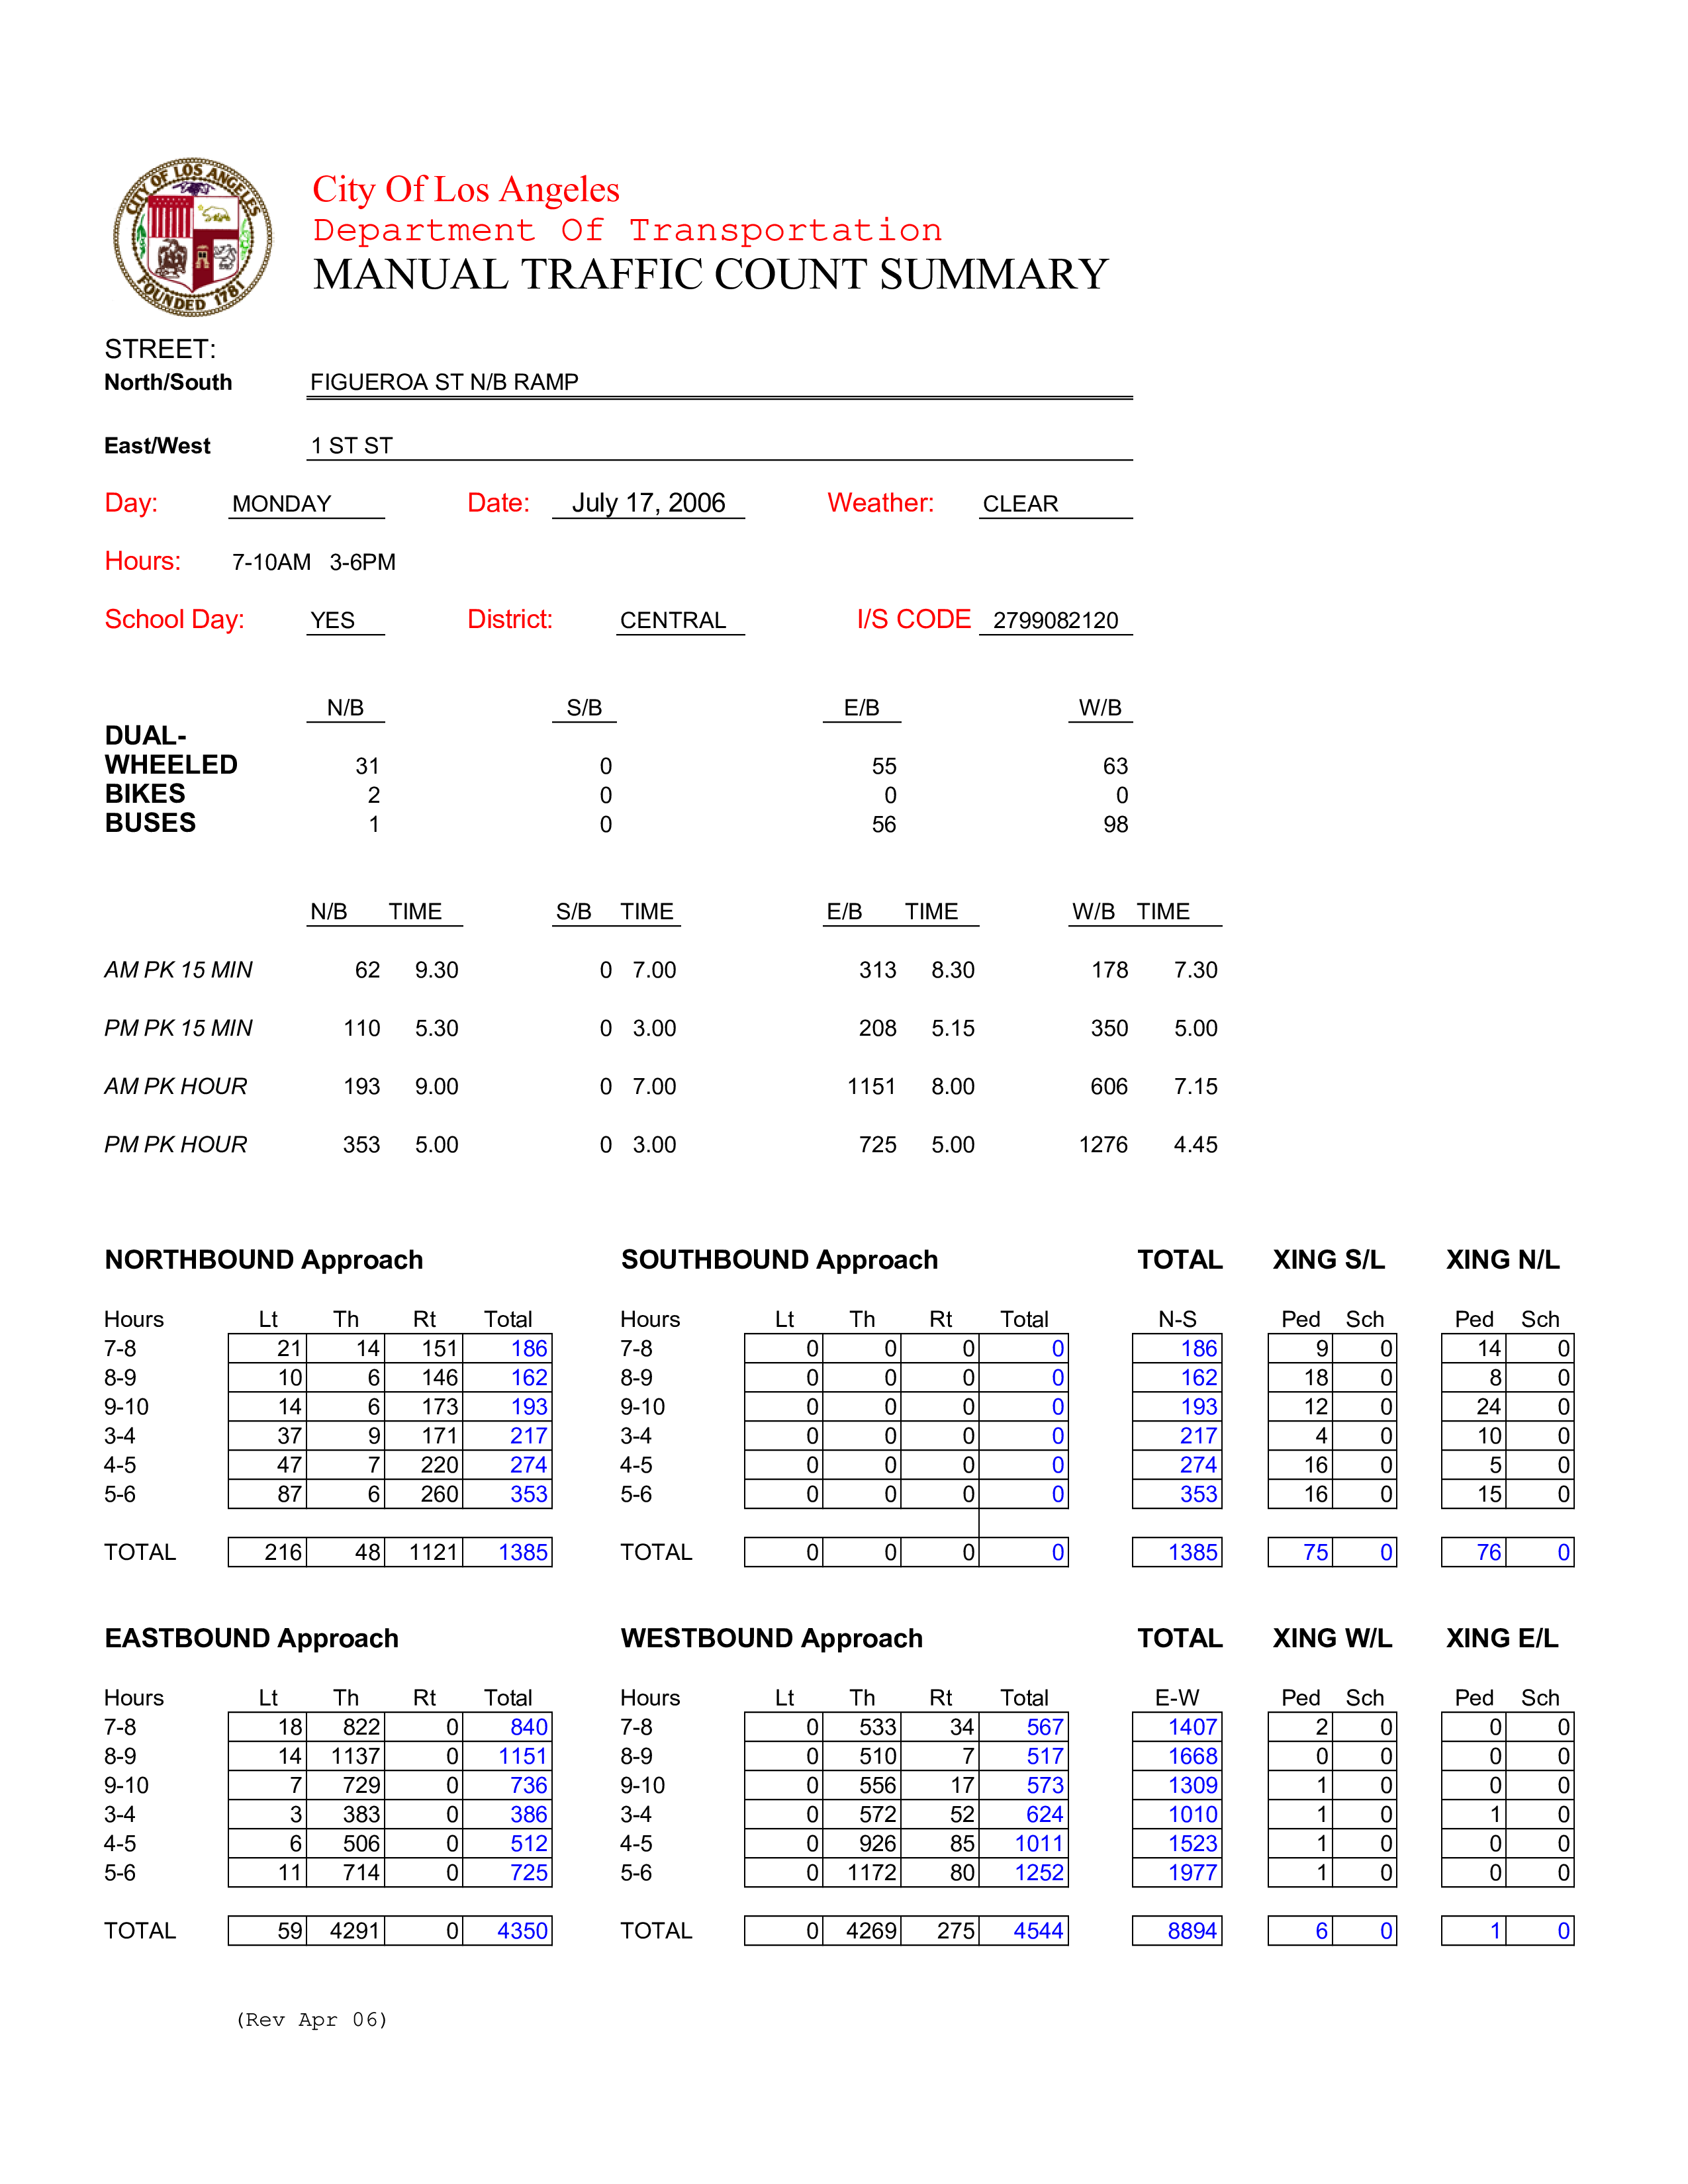 CITY OF LOS ANGELES
FOUNDED 1781
City Of Los Angeles
Department Of Transportation
MANUAL TRAFFIC COUNT SUMMARY
STREET:
North/South FIGUEROA ST N/B RAMP
East/West 1 ST ST
Day: MONDAY Date: July 17, 2006 Weather: CLEAR
Hours: 7-10AM 3-6PM
School Day: YES District: CENTRAL I/S CODE 2799082120
N/B S/B E/B W/B
DUAL-
WHEELED 31 0 55 63
BIKES 2 0 0 0
BUSES 1 0 56 98
N/B TIME S/B TIME E/B TIME W/B TIME
AM PK 15 MIN 62 9.30 0 7.00 313 8.30 178 7.30
PM PK 15 MIN 110 5.30 0 3.00 208 5.15 350 5.00
AM PK HOUR 193 9.00 0 7.00 1151 8.00 606 7.15
PM PK HOUR 353 5.00 0 3.00 725 5.00 1276 4.45
NORTHBOUND Approach SOUTHBOUND Approach TOTAL XING S/L XING N/L
Hours Lt Th Rt Total Hours Lt Th Rt Total N-S Ped Sch Ped Sch
7-8 21 14 151 186 7-8 0 0 0 0 186 9 0 14 0
8-9 10 6 146 162 8-9 0 0 0 0 162 18 0 8 0
9-10 14 6 173 193 9-10 0 0 0 0 193 12 0 24 0
3-4 37 9 171 217 3-4 0 0 0 0 217 4 0 10 0
4-5 47 7 220 274 4-5 0 0 0 0 274 16 0 5 0
5-6 87 6 260 353 5-6 0 0 0 0 353 16 0 15 0
TOTAL 216 48 1121 1385 TOTAL 0 0 0 0 1385 75 0 76 0
EASTBOUND Approach WESTBOUND Approach TOTAL XING W/L XING E/L
Hours Lt Th Rt Total Hours Lt Th Rt Total E-W Ped Sch Ped Sch
7-8 18 822 0 840 7-8 0 533 34 567 1407 2 0 0 0
8-9 14 1137 0 1151 8-9 0 510 7 517 1668 0 0 0 0
9-10 7 729 0 736 9-10 0 556 17 573 1309 1 0 0 0
3-4 3 383 0 386 3-4 0 572 52 624 1010 1 0 1 0
4-5 6 506 0 512 4-5 0 926 85 1011 1523 1 0 0 0
5-6 11 714 0 725 5-6 0 1172 80 1252 1977 1 0 0 0
TOTAL 59 4291 0 4350 TOTAL 0 4269 275 4544 8894 6 0 1 0
(Rev Apr 06)